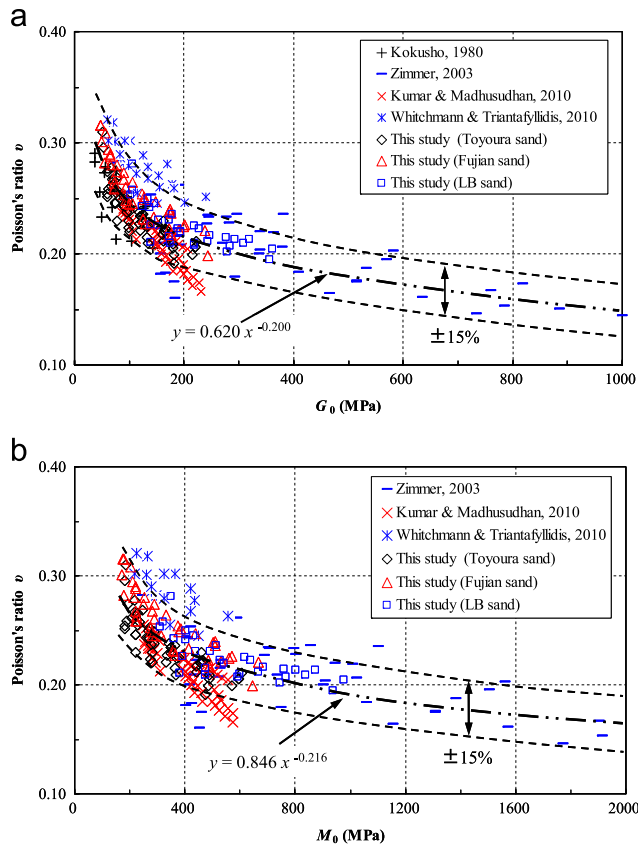 a
0.40
0.30
0.20
0.10
Poisson's ratio υ
+ Kokusho, 1980
Zimmer, 2003
Kumar & Madhusudhan, 2010
Whitchmann & Triantafyllidis, 2010
This study (Toyoura sand)
This study (Fujian sand)
This study (LB sand)
y = 0.620 x^-0.200
±15%
0 200 400 600 800 1000
G0 (MPa)
b
0.40
0.30
0.20
0.10
Poisson's ratio υ
Zimmer, 2003
Kumar & Madhusudhan, 2010
Whitchmann & Triantafyllidis, 2010
This study (Toyoura sand)
This study (Fujian sand)
This study (LB sand)
y = 0.846 x^-0.216
±15%
0 400 800 1200 1600 2000
M0 (MPa)